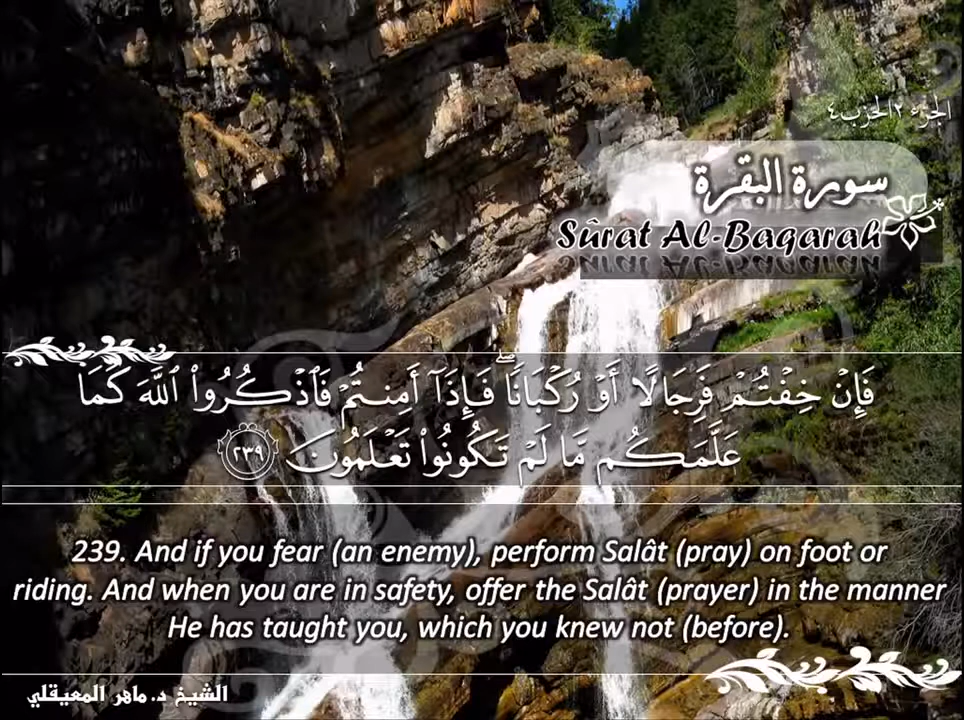 الجزء ٢ الحزب ٤
سورة البقرة
Sûrat Al-Baqarah
فَإِنْ خِفْتُمْ فَرِجَالًا أَوْ رُكْبَانًا ۖ فَإِذَآ أَمِنتُمْ فَٱذْكُرُوا۟ ٱللَّهَ كَمَا
عَلَّمَكُم مَّا لَمْ تَكُونُوا۟ تَعْلَمُونَ ٢٣٩
239. And if you fear (an enemy), perform Salât (pray) on foot or
riding. And when you are in safety, offer the Salât (prayer) in the manner
He has taught you, which you knew not (before).
الشيخ د. ماهر المعيقلي